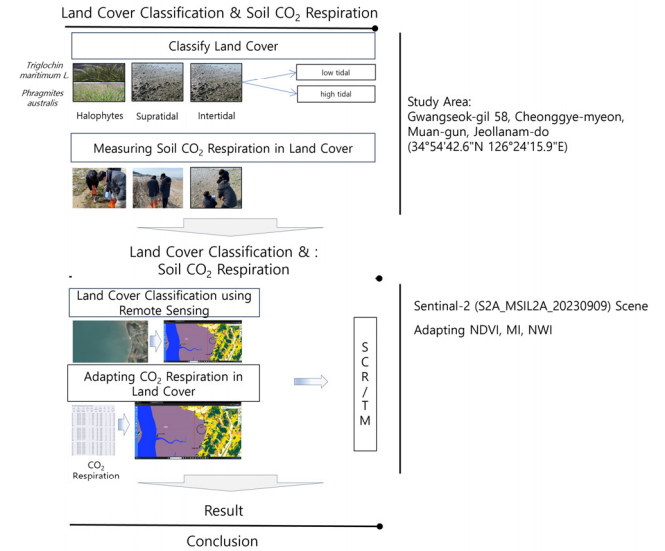 Land Cover Classification & Soil CO₂ Respiration
Classify Land Cover
Triglochin
maritimum L.
Phragmites
australis
low tidal
high tidal
Halophytes
Supratidal
Intertidal
Study Area:
Gwangseok-gil 58, Cheonggye-myeon,
Muan-gun, Jeollanam-do
(34°54'42.6"N 126°24'15.9"E)
Measuring Soil CO₂ Respiration in Land Cover
Land Cover Classification & :
Soil CO₂ Respiration
Land Cover Classification using
Remote Sensing
Sentinal-2 (S2A_MSIL2A_20230909) Scene
Adapting NDVI, MI, NWI
Adapting CO₂ Respiration in
Land Cover
S
C
R
/
T
M
CO₂
Respiration
Result
Conclusion